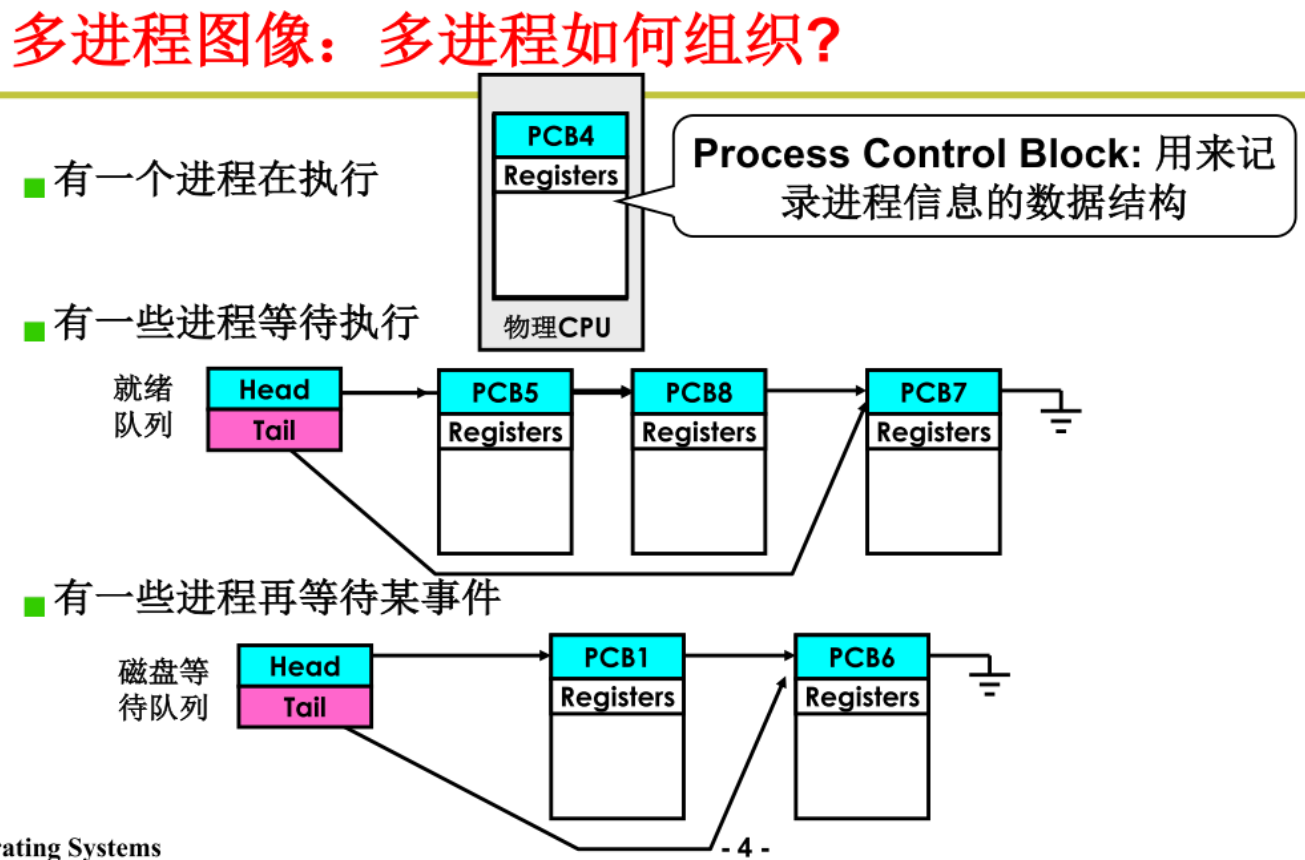 多进程图像：多进程如何组织?
PCB4
Registers
物理CPU
Process Control Block: 用来记
录进程信息的数据结构
有一个进程在执行
有一些进程等待执行
就绪
队列
Head
Tail
PCB5
Registers
PCB8
Registers
PCB7
Registers
有一些进程再等待某事件
磁盘等
待队列
Head
Tail
PCB1
Registers
PCB6
Registers
rating Systems
- 4 -